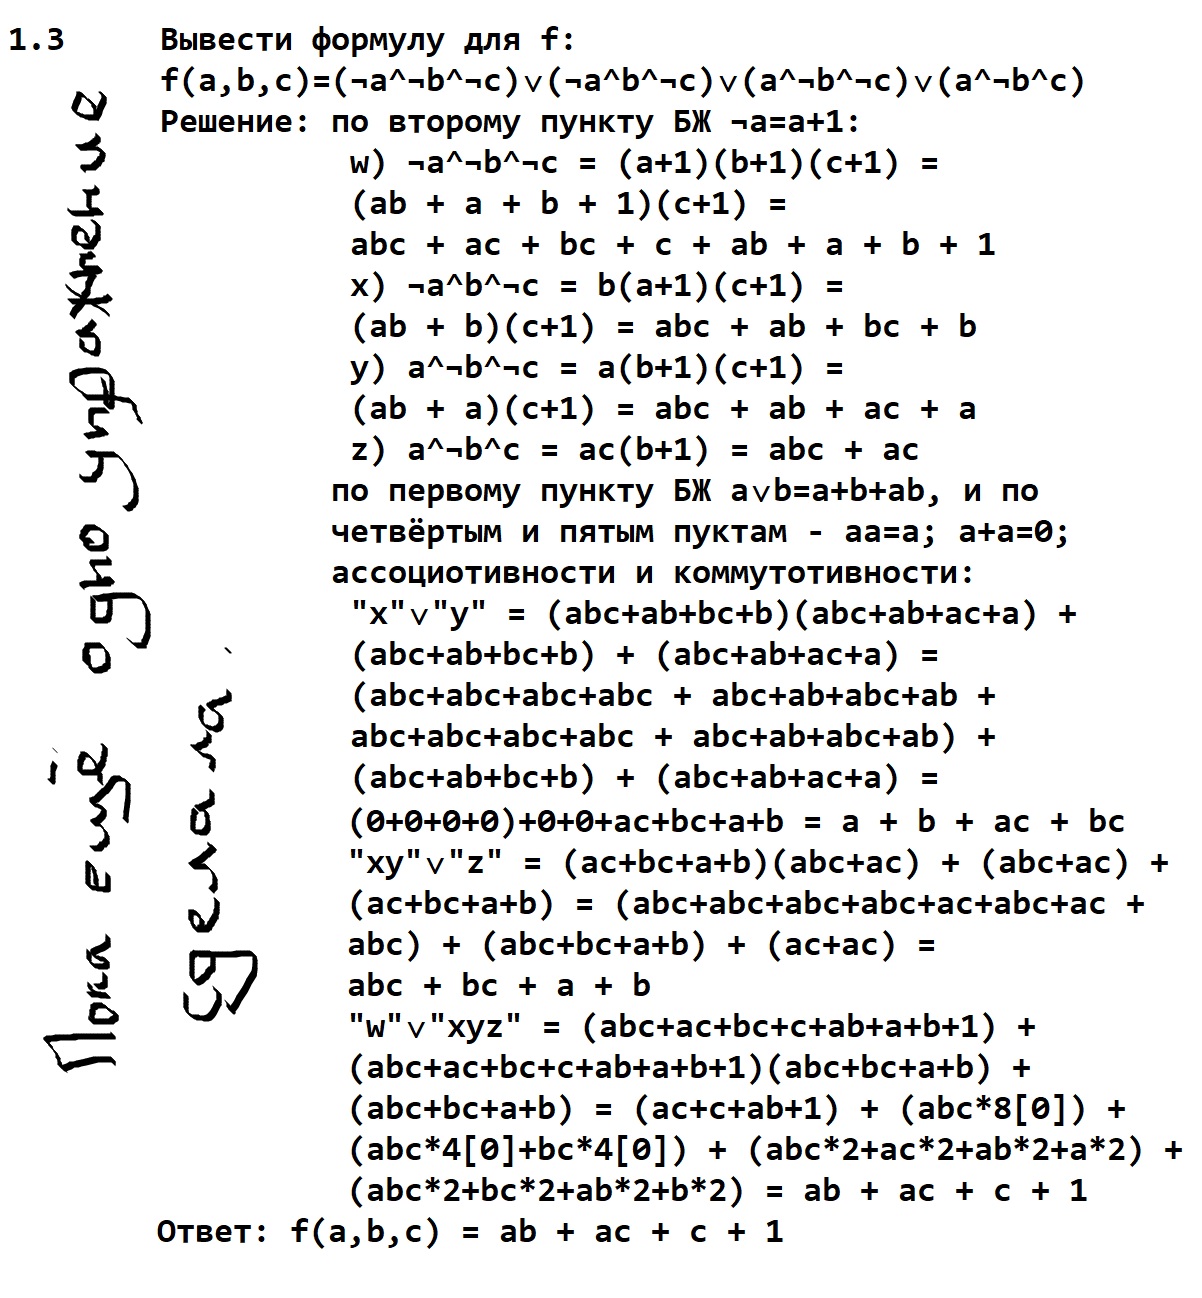 1.3 Вывести формулу для f:
f(a,b,c)=(¬a^¬b^¬c)∨(¬a^b^¬c)∨(a^¬b^¬c)∨(a^¬b^c)
Решение: по второму пункту БЖ ¬a=a+1:
w) ¬a^¬b^¬c = (a+1)(b+1)(c+1) =
(ab + a + b + 1)(c+1) =
abc + ac + bc + c + ab + a + b + 1
x) ¬a^b^¬c = b(a+1)(c+1) =
(ab + b)(c+1) = abc + ab + bc + b
y) a^¬b^¬c = a(b+1)(c+1) =
(ab + a)(c+1) = abc + ab + ac + a
z) a^¬b^c = ac(b+1) = abc + ac
по первому пункту БЖ a∨b=a+b+ab, и по
четвёртым и пятым пуктам - aa=a; a+a=0;
ассоциотивности и коммутотивности:
"x"∨"y" = (abc+ab+bc+b)(abc+ab+ac+a) +
(abc+ab+bc+b) + (abc+ab+ac+a) =
(abc+abc+abc+abc + abc+ab+abc+ab +
abc+abc+abc+abc + abc+ab+abc+ab) +
(abc+ab+bc+b) + (abc+ab+ac+a) =
(0+0+0+0)+0+0+ac+bc+a+b = a + b + ac + bc
"xy"∨"z" = (ac+bc+a+b)(abc+ac) + (abc+ac) +
(ac+bc+a+b) = (abc+abc+abc+abc+ac+abc+ac +
abc) + (abc+bc+a+b) + (ac+ac) =
abc + bc + a + b
"w"∨"xyz" = (abc+ac+bc+c+ab+a+b+1) +
(abc+ac+bc+c+ab+a+b+1)(abc+bc+a+b) +
(abc+bc+a+b) = (ac+c+ab+1) + (abc*8[0]) +
(abc*4[0]+bc*4[0]) + (abc*2+ac*2+ab*2+a*2) +
(abc*2+bc*2+ab*2+b*2) = ab + ac + c + 1
Ответ: f(a,b,c) = ab + ac + c + 1
Пока ещё одно упражнение
сделала